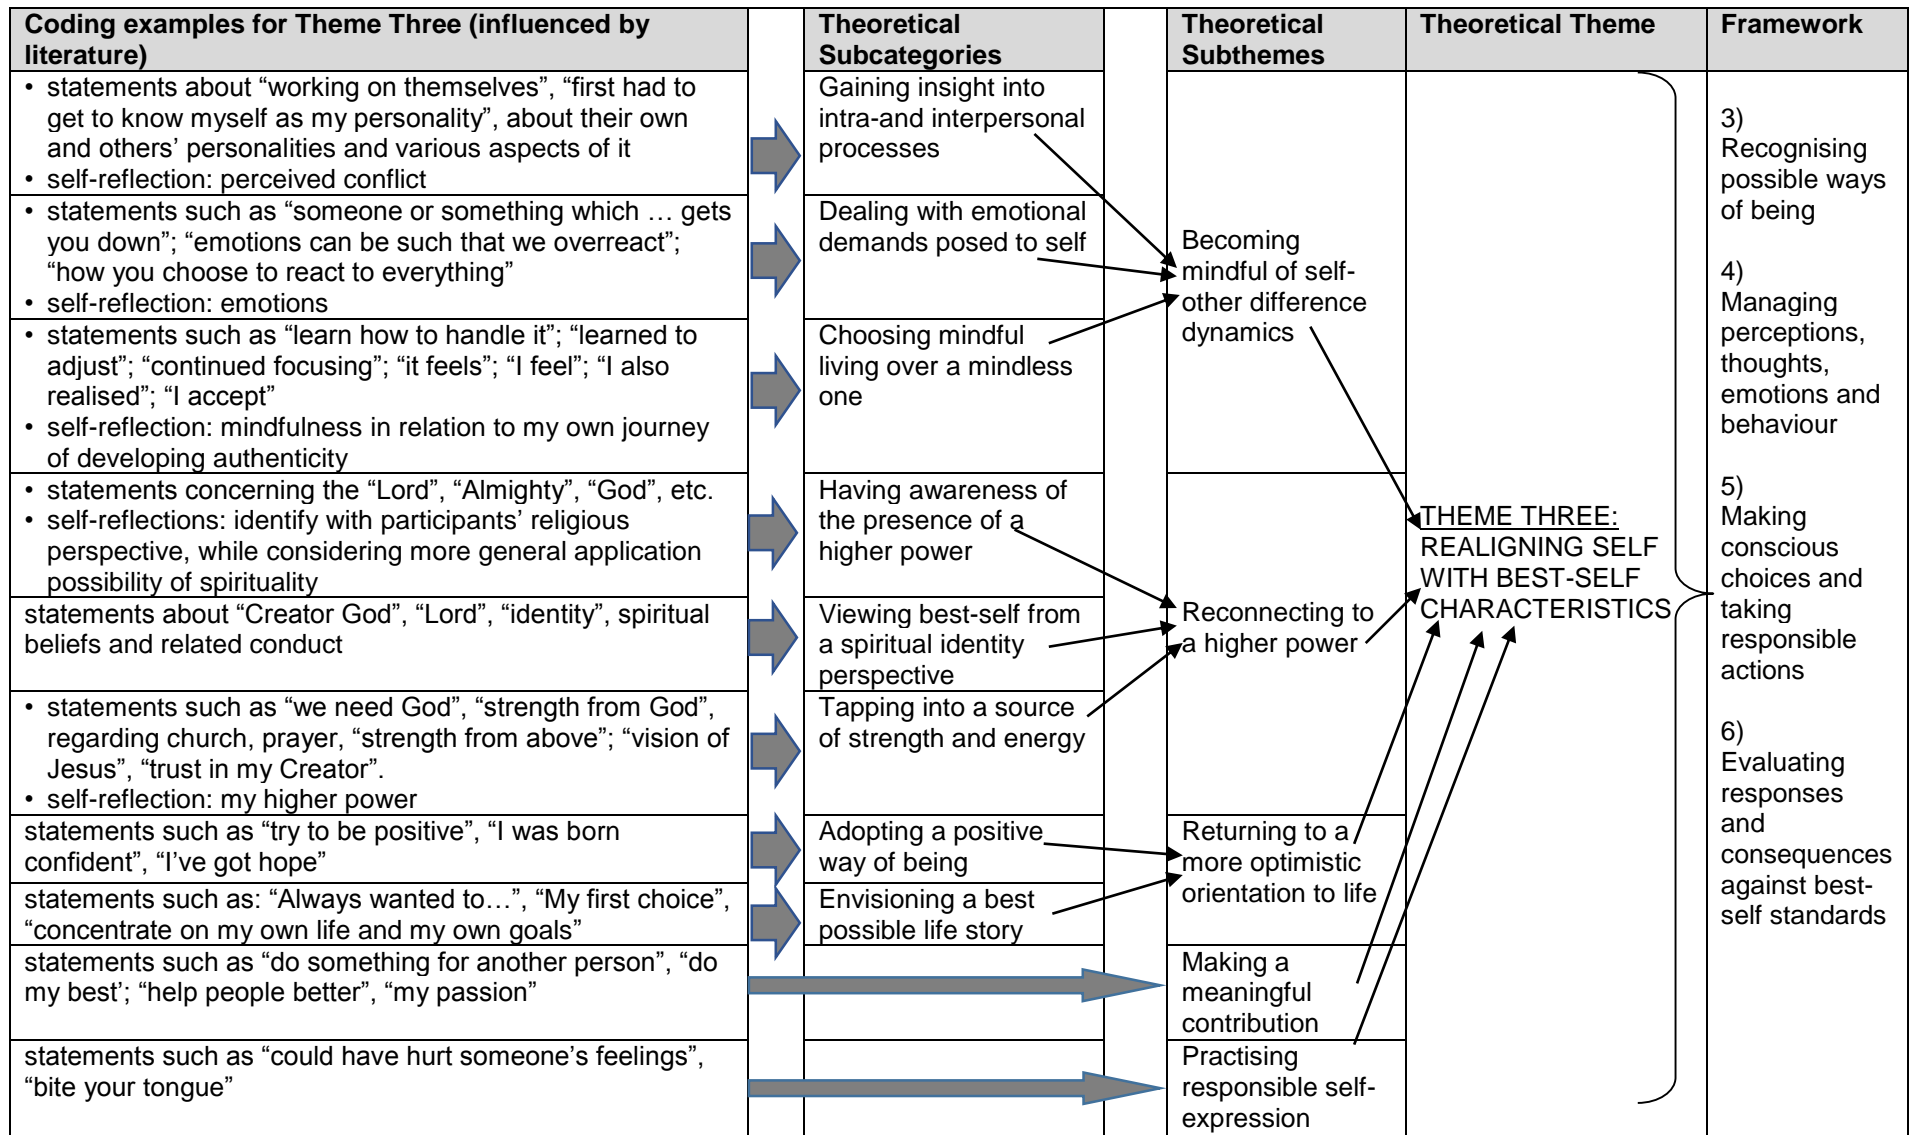 Coding examples for Theme Three (influenced by
literature)
Theoretical
Subcategories
Theoretical
Subthemes
Theoretical Theme
Framework
• statements about “working on themselves”, “first had to
get to know myself as my personality”, about their own
and others’ personalities and various aspects of it
• self-reflection: perceived conflict
Gaining insight into
intra-and interpersonal
processes
• statements such as “someone or something which … gets
you down”; “emotions can be such that we overreact”;
“how you choose to react to everything”
• self-reflection: emotions
Dealing with emotional
demands posed to self
• statements such as “learn how to handle it”; “learned to
adjust”; “continued focusing”; “it feels”; “I feel”; “I also
realised”; “I accept”
• self-reflection: mindfulness in relation to my own journey
of developing authenticity
Choosing mindful
living over a mindless
one
Becoming
mindful of self-
other difference
dynamics
• statements concerning the “Lord”, “Almighty”, “God”, etc.
• self-reflections: identify with participants’ religious
perspective, while considering more general application
possibility of spirituality
Having awareness of
the presence of a
higher power
statements about “Creator God”, “Lord”, “identity”, spiritual
beliefs and related conduct
Viewing best-self from
a spiritual identity
perspective
• statements such as “we need God”, “strength from God”,
regarding church, prayer, “strength from above”; “vision of
Jesus”, “trust in my Creator”.
• self-reflection: my higher power
Tapping into a source
of strength and energy
Reconnecting to
a higher power
statements such as “try to be positive”, “I was born
confident”, “I’ve got hope”
Adopting a positive
way of being
statements such as: “Always wanted to…”, “My first choice”,
“concentrate on my own life and my own goals”
Envisioning a best
possible life story
Returning to a
more optimistic
orientation to life
statements such as “do something for another person”, “do
my best’; “help people better”, “my passion”
Making a
meaningful
contribution
statements such as “could have hurt someone’s feelings”,
“bite your tongue”
Practising
responsible self-
expression
THEME THREE:
REALIGNING SELF
WITH BEST-SELF
CHARACTERISTICS
3)
Recognising
possible ways
of being
4)
Managing
perceptions,
thoughts,
emotions and
behaviour
5)
Making
conscious
choices and
taking
responsible
actions
6)
Evaluating
responses
and
consequences
against best-
self standards